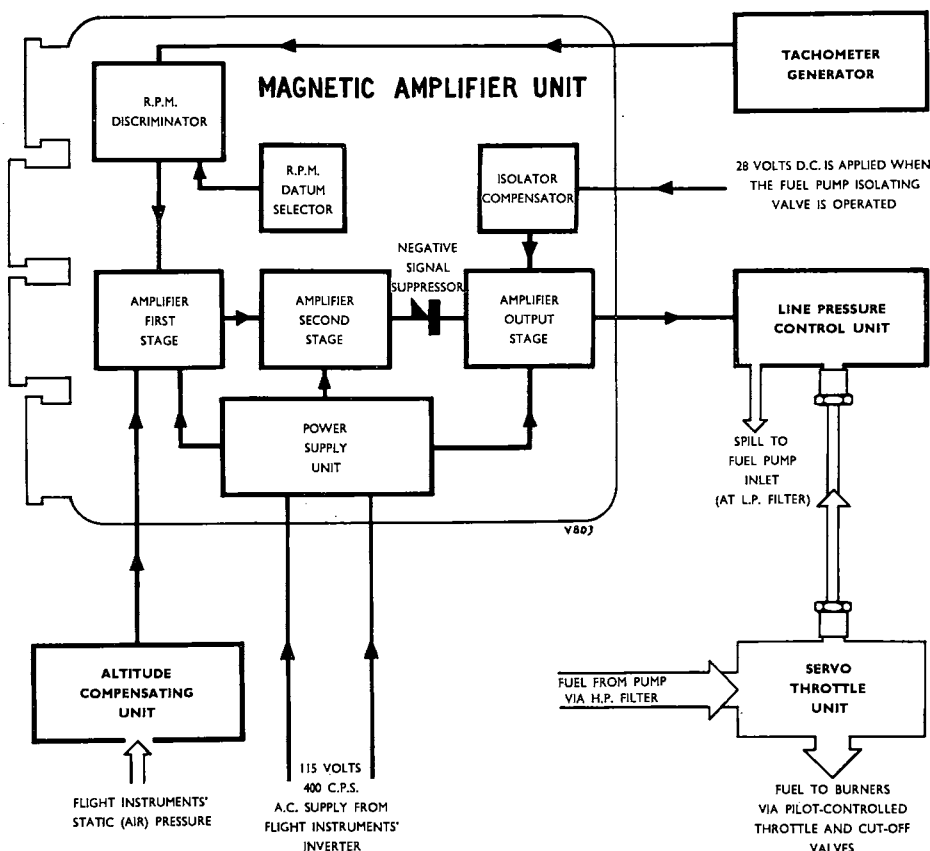 TACHOMETER
GENERATOR
MAGNETIC AMPLIFIER UNIT
R.P.M.
DISCRIMINATOR
R.P.M.
DATUM
SELECTOR
ISOLATOR
COMPENSATOR
28 VOLTS D.C. IS APPLIED WHEN
THE FUEL PUMP ISOLATING
VALVE IS OPERATED
NEGATIVE
SIGNAL
SUPPRESSOR
AMPLIFIER
FIRST
STAGE
AMPLIFIER
SECOND
STAGE
AMPLIFIER
OUTPUT
STAGE
LINE PRESSURE
CONTROL UNIT
POWER
SUPPLY
UNIT
SPILL TO
FUEL PUMP
INLET
(AT L.P. FILTER)
V803
ALTITUDE
COMPENSATING
UNIT
FUEL FROM PUMP
VIA H.P. FILTER
SERVO
THROTTLE
UNIT
FLIGHT INSTRUMENTS'
STATIC (AIR) PRESSURE
115 VOLTS
400 C.P.S.
A.C. SUPPLY FROM
FLIGHT INSTRUMENTS'
INVERTER
FUEL TO BURNERS
VIA PILOT-CONTROLLED
THROTTLE AND CUT-OFF
VALVES